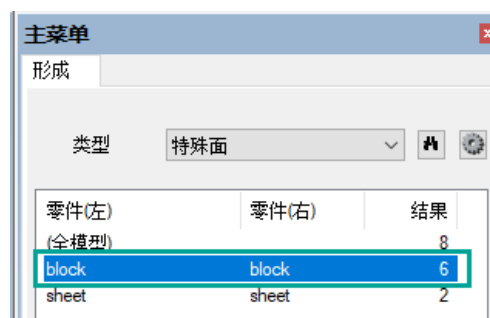 主菜单
形成
类型 特殊面
零件(左) 零件(右) 结果
(全模型) 8
block block 6
sheet sheet 2